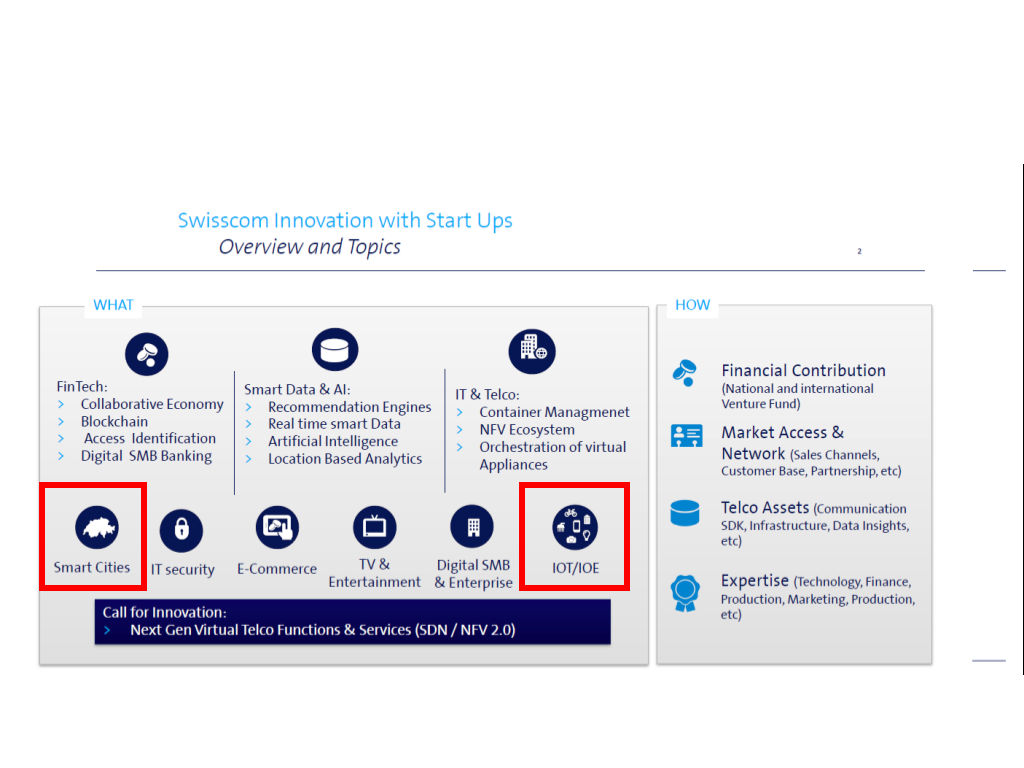 Swisscom Innovation with Start Ups
Overview and Topics
2
WHAT
FinTech:
> Collaborative Economy
> Blockchain
> Access Identification
> Digital SMB Banking
Smart Data & AI:
> Recommendation Engines
> Real time smart Data
> Artificial Intelligence
> Location Based Analytics
IT & Telco:
> Container Managmenet
> NFV Ecosystem
> Orchestration of virtual
Appliances
Smart Cities
IT security
E-Commerce
TV &
Entertainment
Digital SMB
& Enterprise
IOT/IOE
Call for Innovation:
> Next Gen Virtual Telco Functions & Services (SDN / NFV 2.0)
HOW
Financial Contribution
(National and international
Venture Fund)
Market Access &
Network (Sales Channels,
Customer Base, Partnership, etc)
Telco Assets (Communication
SDK, Infrastructure, Data Insights,
etc)
Expertise (Technology, Finance,
Production, Marketing, Production,
etc)